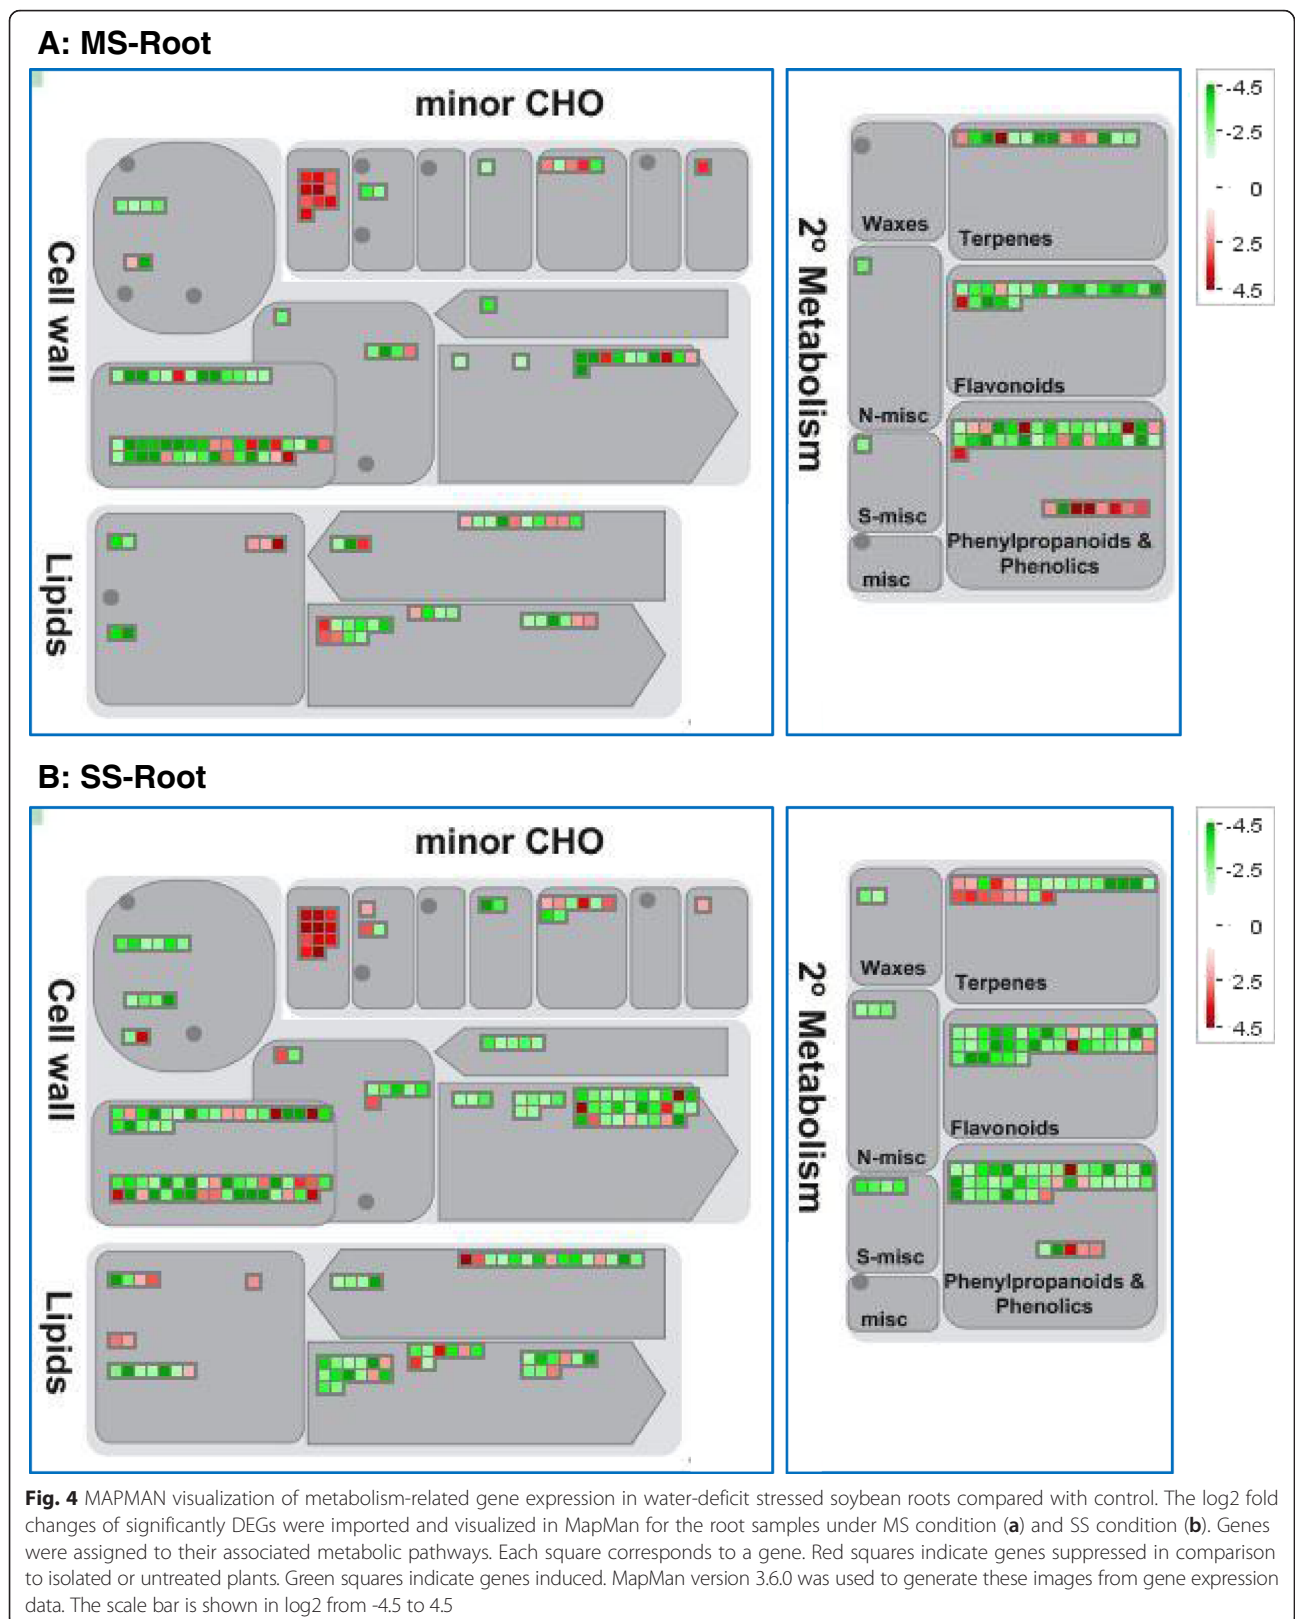 A: MS-Root
minor CHO
Cell wall
Lipids
2º Metabolism
Waxes
Terpenes
Flavonoids
N-misc
S-misc
Phenylpropanoids &
Phenolics
misc
-4.5
-2.5
0
2.5
4.5
B: SS-Root
minor CHO
Cell wall
Lipids
2º Metabolism
Waxes
Terpenes
Flavonoids
N-misc
S-misc
Phenylpropanoids &
Phenolics
misc
-4.5
-2.5
0
2.5
4.5
Fig. 4 MAPMAN visualization of metabolism-related gene expression in water-deficit stressed soybean roots compared with control. The log2 fold
changes of significantly DEGs were imported and visualized in MapMan for the root samples under MS condition (a) and SS condition (b). Genes
were assigned to their associated metabolic pathways. Each square corresponds to a gene. Red squares indicate genes suppressed in comparison
to isolated or untreated plants. Green squares indicate genes induced. MapMan version 3.6.0 was used to generate these images from gene expression
data. The scale bar is shown in log2 from -4.5 to 4.5